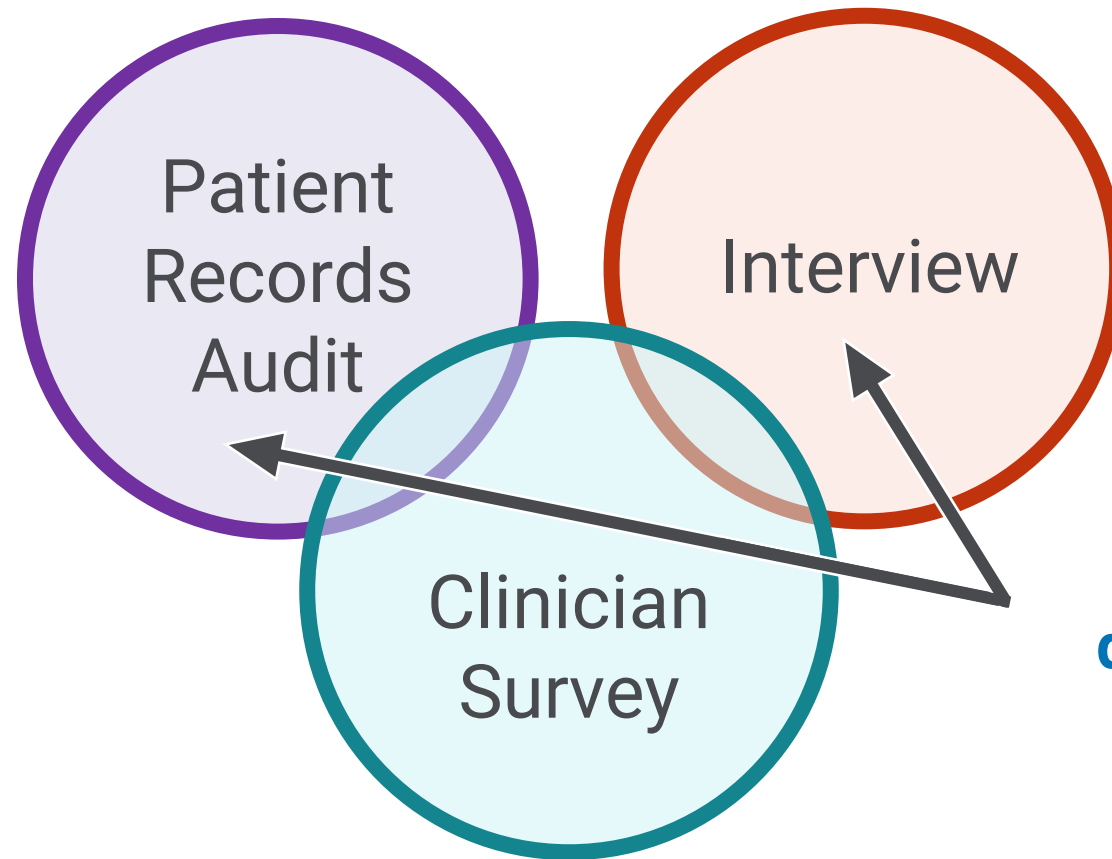 Patient
Records
Audit
Interview
Clinician
Survey